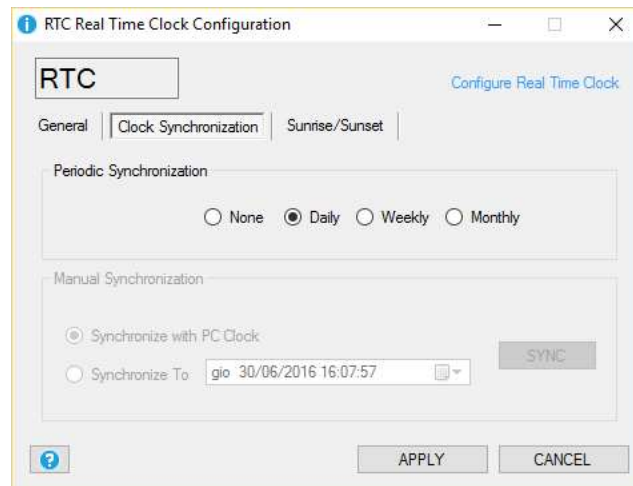 RTC Real Time Clock Configuration
RTC
Configure Real Time Clock
General Clock Synchronization Sunrise/Sunset
Periodic Synchronization
None Daily Weekly Monthly
Manual Synchronization
Synchronize with PC Clock
SYNC
Synchronize To gio 30/06/2016 16:07:57
APPLY CANCEL